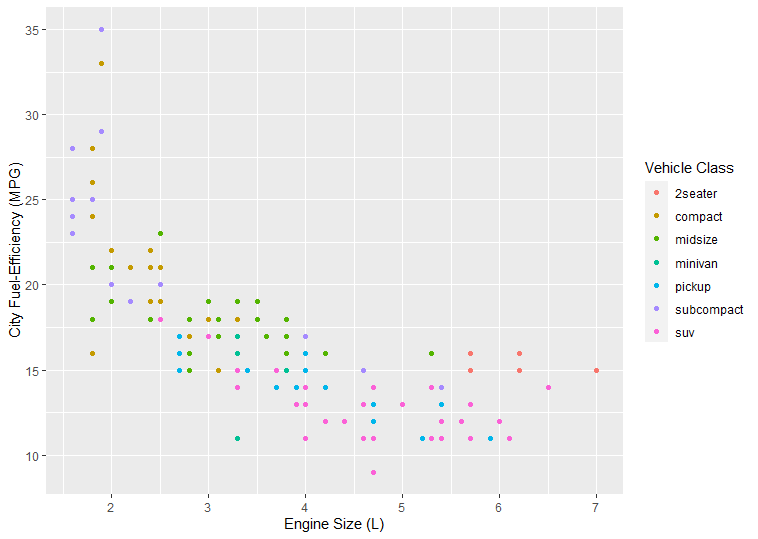 35
30
25
20
15
10
City Fuel-Efficiency (MPG)
2
3
4
5
6
7
Engine Size (L)
Vehicle Class
2seater
compact
midsize
minivan
pickup
subcompact
suv